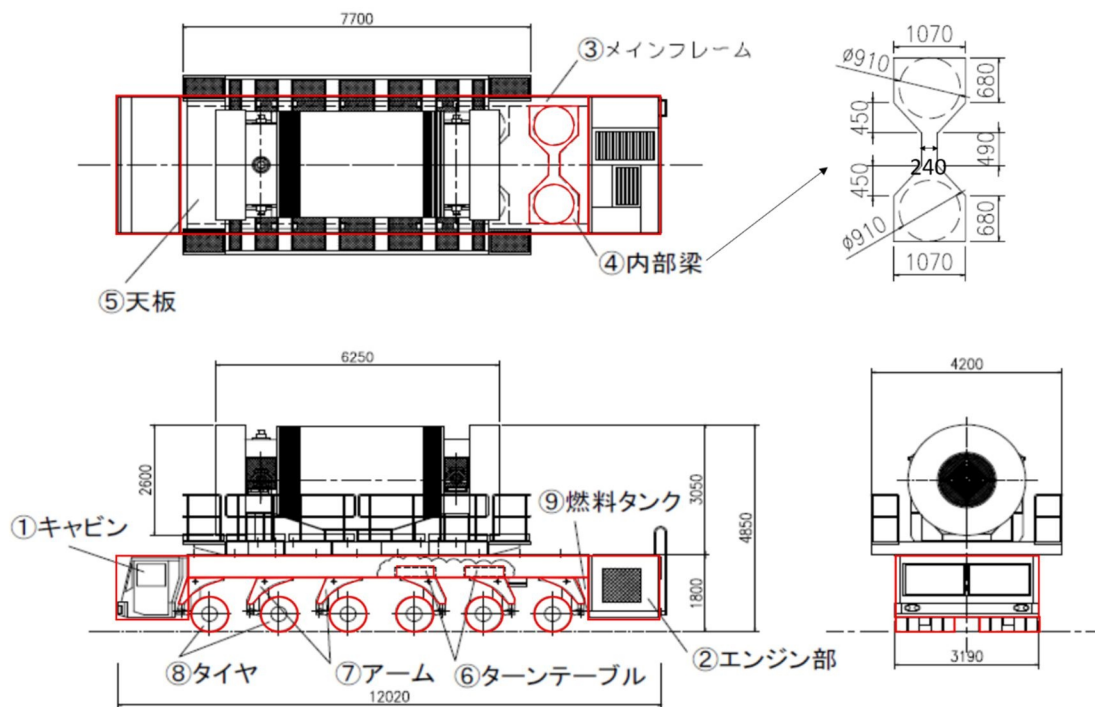 7700
③メインフレーム
④内部梁
⑤天板
1070
ø910
680
450
490
240
450
ø910
680
1070
6250
2600
3050
4850
1800
①キャビン
⑨燃料タンク
⑧タイヤ
⑦アーム
⑥ターンテーブル
②エンジン部
12020
4200
3190